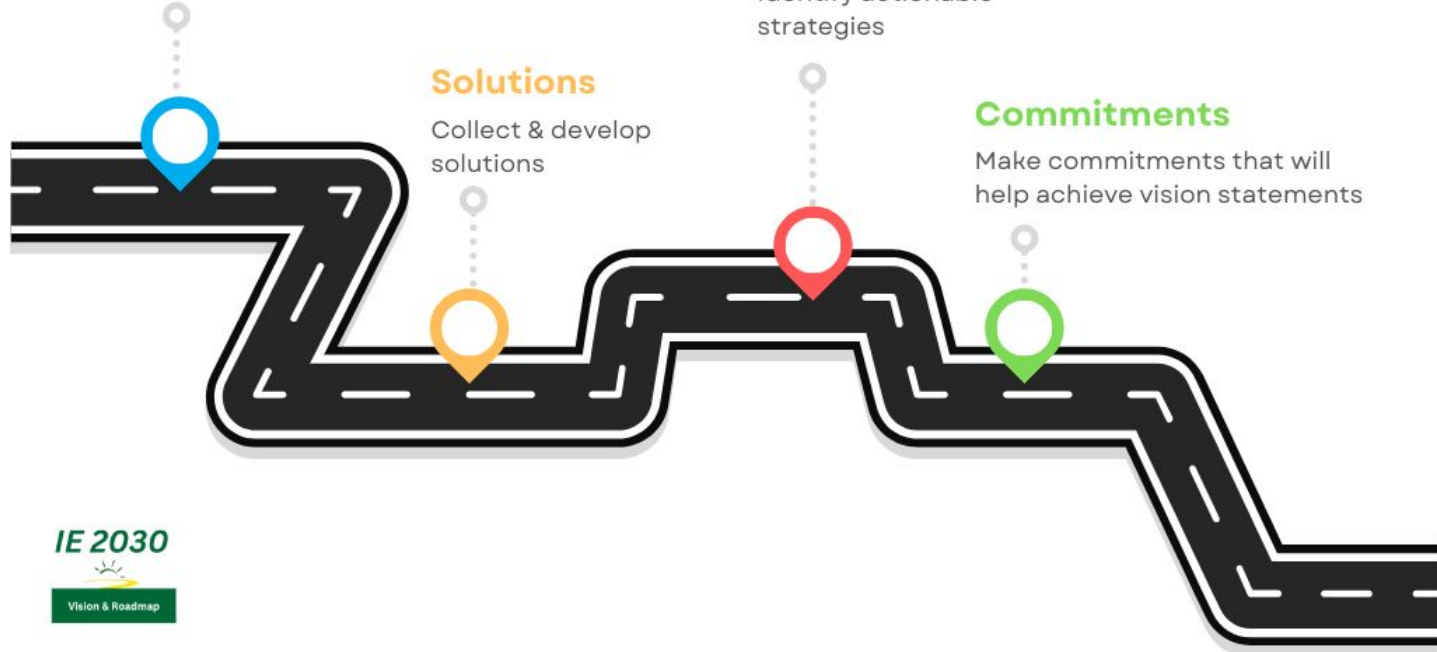 strategies
Solutions
Collect & develop
solutions
Commitments
Make commitments that will
help achieve vision statements
IE 2030
Vision & Roadmap